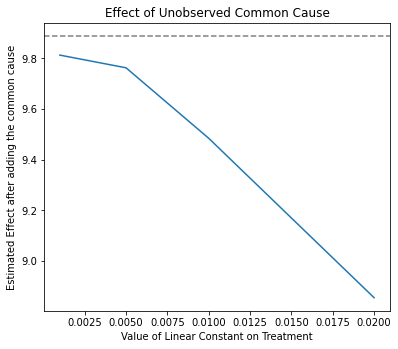 Effect of Unobserved Common Cause
Estimated Effect after adding the common cause
9.8
9.6
9.4
9.2
9.0
0.0025 0.0050 0.0075 0.0100 0.0125 0.0150 0.0175 0.0200
Value of Linear Constant on Treatment